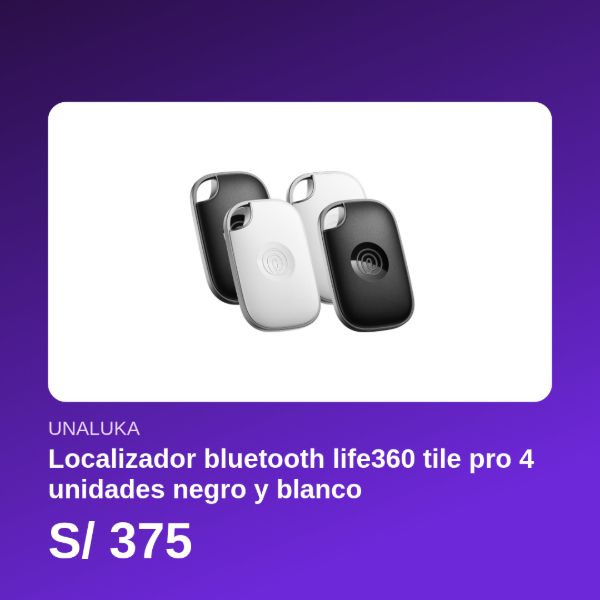 UNALUKA
Localizador bluetooth life360 tile pro 4
unidades negro y blanco
S/ 375